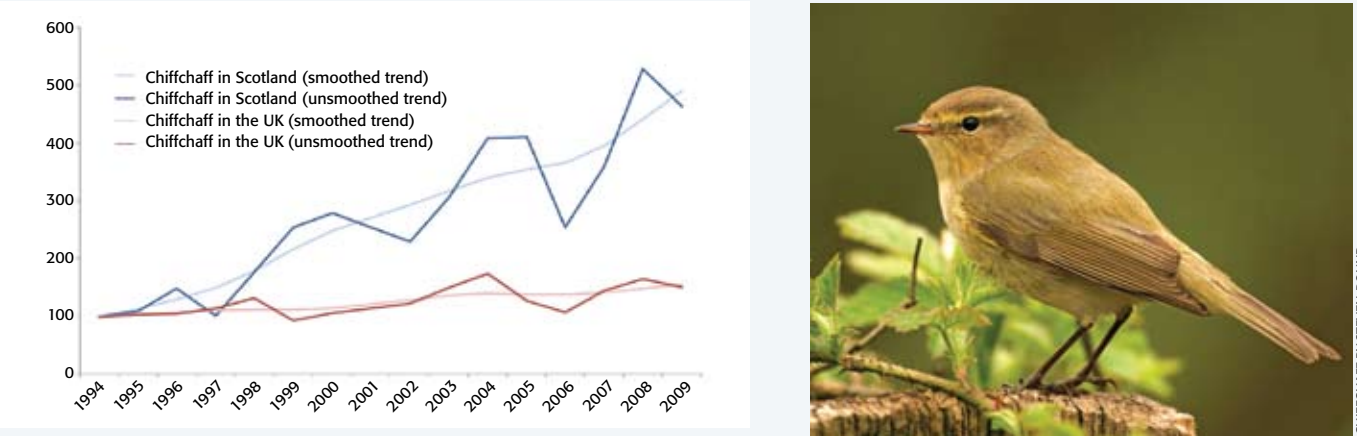 600
500
400
300
200
100
0
Chiffchaff in Scotland (smoothed trend)
Chiffchaff in Scotland (unsmoothed trend)
Chiffchaff in the UK (smoothed trend)
Chiffchaff in the UK (unsmoothed trend)
1994 1995 1996 1997 1998 1999 2000 2001 2002 2003 2004 2005 2006 2007 2008 2009